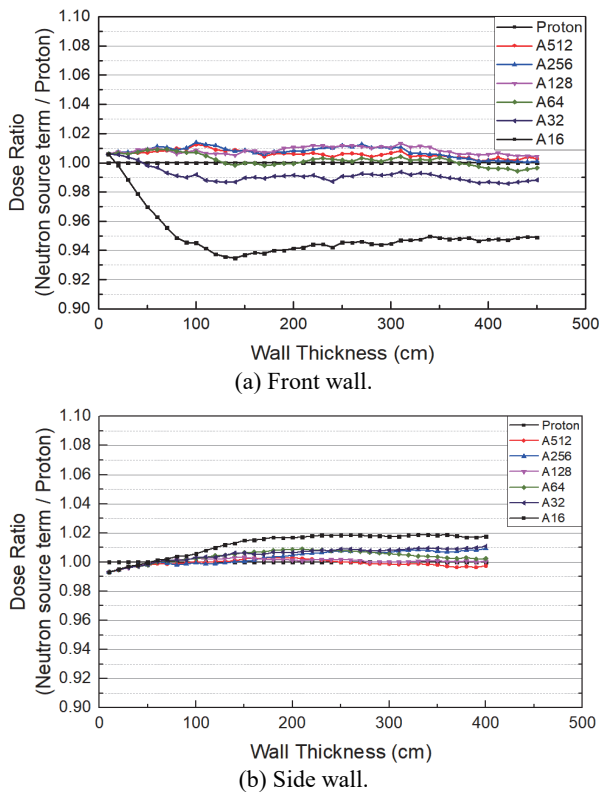 1.10
1.08
1.06
1.04
1.02
1.00
0.98
0.96
0.94
0.92
0.90
Dose Ratio
(Neutron source term / Proton)
Proton
A512
A256
A128
A64
A32
A16
0
100
200
300
400
500
Wall Thickness (cm)
(a) Front wall.
1.10
1.08
1.06
1.04
1.02
1.00
0.98
0.96
0.94
0.92
0.90
Dose Ratio
(Neutron source term / Proton)
Proton
A512
A256
A128
A64
A32
A16
0
100
200
300
400
500
Wall Thickness (cm)
(b) Side wall.